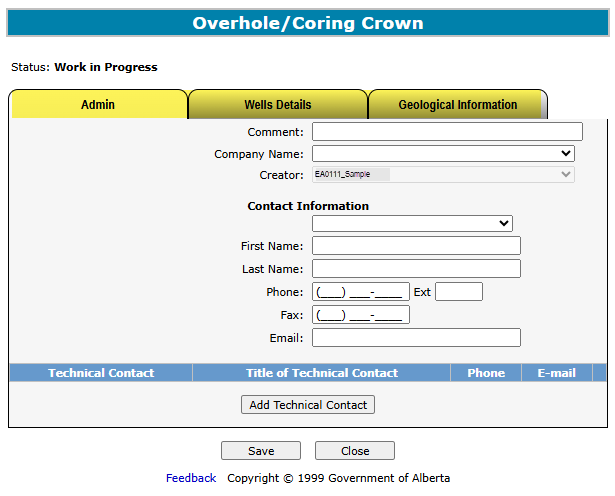 Overhole/Coring Crown
Status: Work in Progress
Admin Wells Details Geological Information
Comment:
Company Name:
Creator: EA0111_Sample
Contact Information
First Name:
Last Name:
Phone: (___) ___-____ Ext
Fax: (___) ___-____
Email:
Technical Contact Title of Technical Contact Phone E-mail
Add Technical Contact
Save Close
Feedback Copyright © 1999 Government of Alberta